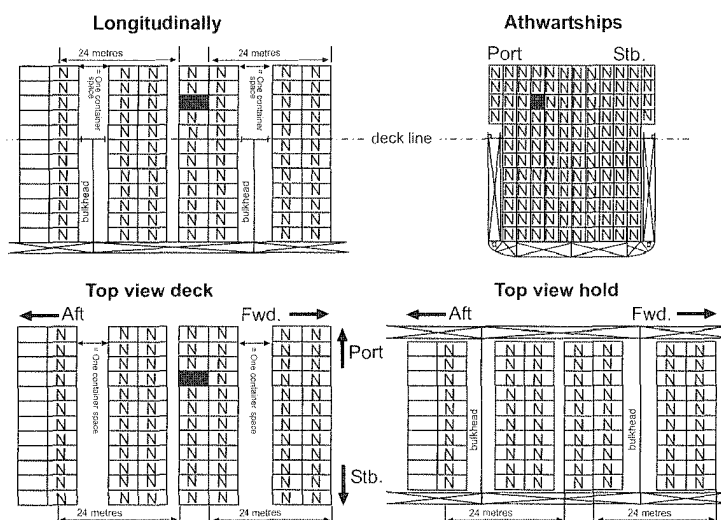 Longitudinally
24 metres
24 metres
N N N N N N N
N N N N N N N
N N N N N N
N N N N N N N
N N N N N N N
N N N N N N N
N N N N N N N
N N N N N N N
N N N N N N N
N N N N N N N
N N N N N N N
N N N N N N N
= One container space
= One container space
bulkhead
bulkhead
deck line
Athwartships
Port
Stb.
N N N N N N N N N N N N
N N N N N N N N N N N N
N N N N N N N N N N N
N N N N N N N N N N N N
N N N N N N N N N N
N N N N N N N N N N
N N N N N N N N N N
N N N N N N N N N N
N N N N N N N N N N
N N N N N N N N N N
N N N N N N N N N N
N N N N N N N N N N
Top view deck
Aft
Fwd.
Port
Stb.
N N N N N N N
N N N N N N N
N N N N N N N
N N N N N N
N N N N N N N
N N N N N N N
N N N N N N N
N N N N N N N
N N N N N N N
N N N N N N N
N N N N N N N
N N N N N N N
= One container space
= One container space
24 metres
24 metres
Top view hold
Aft
Fwd.
N N N N N N N
N N N N N N N
N N N N N N N
N N N N N N N
N N N N N N N
N N N N N N N
N N N N N N N
N N N N N N N
N N N N N N N
N N N N N N N
bulkhead
bulkhead
24 metres
24 metres